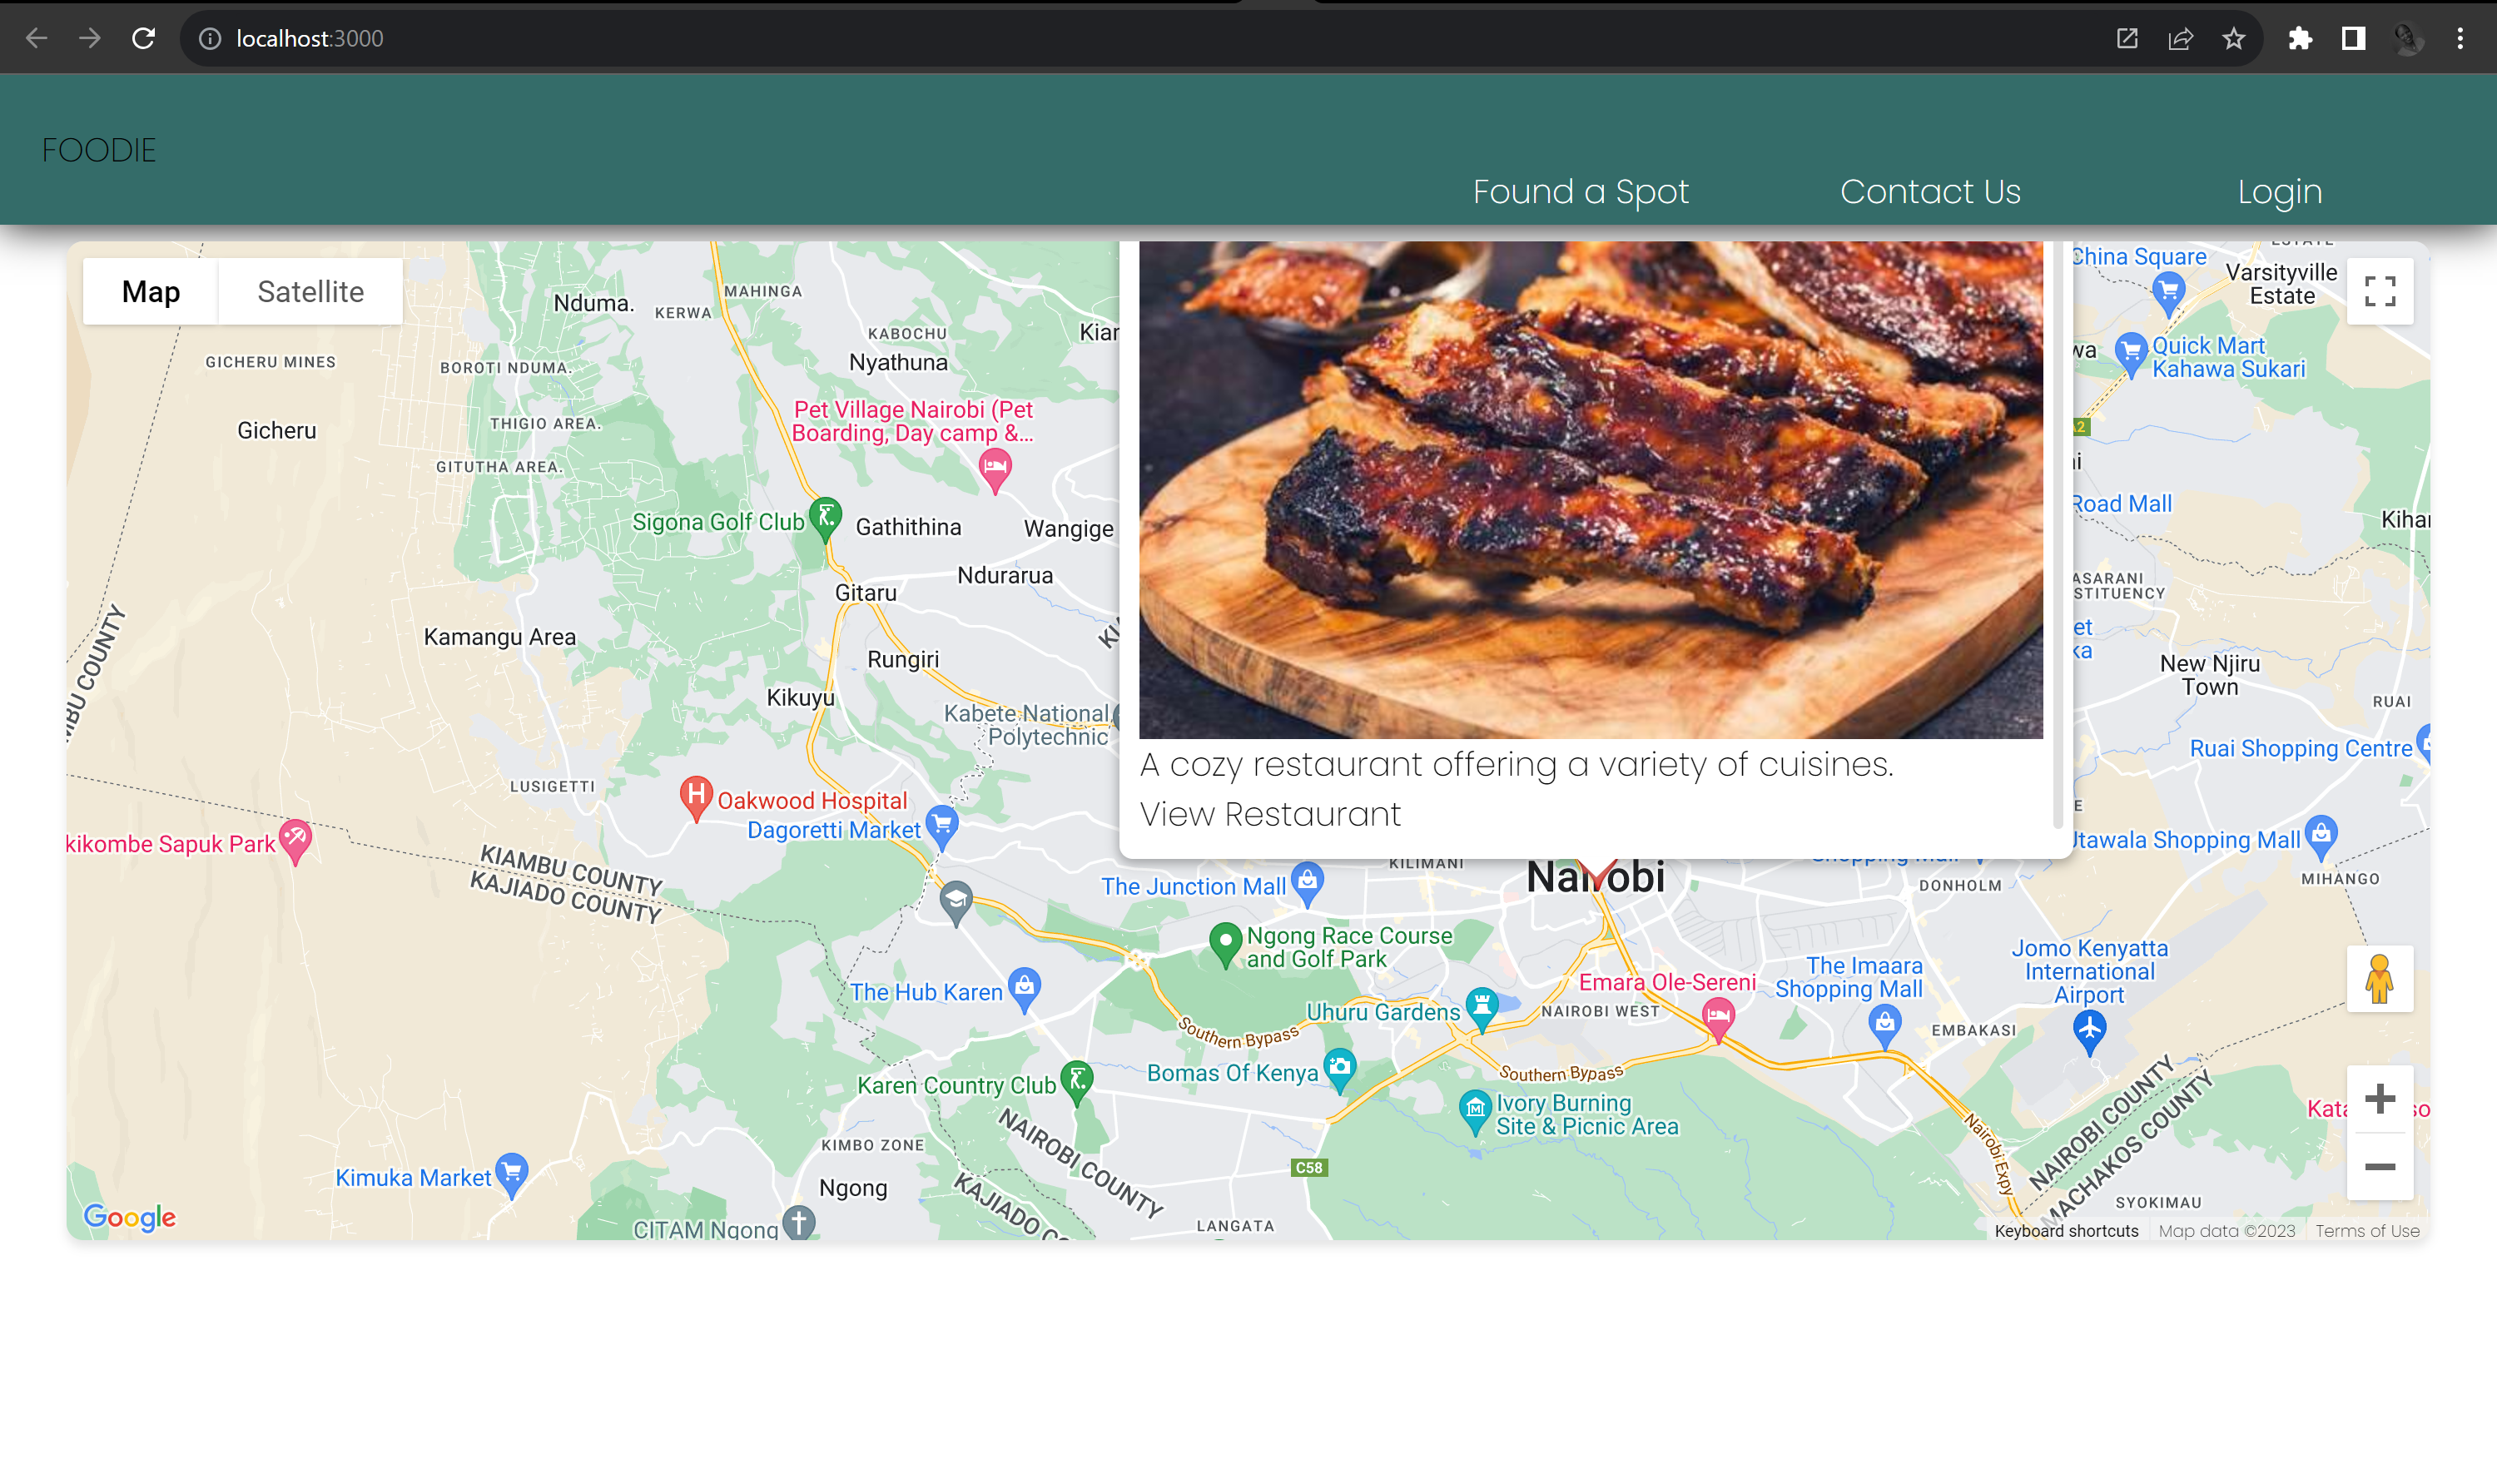 localhost:3000
FOODIE
Found a Spot
Contact Us
Login
Map
Satellite
China Square
Varsityville
Estate
MAHINGA
Nduma.
KERWA
KABOCHU
Nyathuna
Quick Mart
Kahawa Sukari
GICHERU MINES
BOROTI NDUMA.
Pet Village Nairobi (Pet
Boarding, Day camp &...
THIGIO AREA.
Gicheru
GITUTHA AREA.
Road Mall
Sigona Golf Club
Gathithina
Wangige
Ndurarua
Gitaru
Kamangu Area
Rungiri
New Njiru
Town
Kikuyu
RUAI
Kabete National
Polytechnic
Ruai Shopping Centre
A cozy restaurant offering a variety of cuisines.
View Restaurant
LUSIGETTI
Oakwood Hospital
Dagoretti Market
kikombe Sapuk Park
Utawala Shopping Mall
KIAMBU COUNTY
KAJIADO COUNTY
KILIMANI
Nairobi
The Junction Mall
DONHOLM
MIHANGO
Ngong Race Course
and Golf Park
Jomo Kenyatta
International
Airport
The Imaara
Shopping Mall
Emara Ole-Sereni
The Hub Karen
Uhuru Gardens
NAIROBI WEST
EMBAKASI
Southern Bypass
Bomas Of Kenya
Southern Bypass
Karen Country Club
Ivory Burning
Site & Picnic Area
NAIROBI COUNTY
MACHAKOS COUNTY
Nairobi Expy
KIMBO ZONE
NAIROBI COUNTY
C58
Kimuka Market
Ngong
KAJIADO
SYOKIMAU
Google
CITAM Ngong
LANGATA
Keyboard shortcuts
Map data ©2023
Terms of Use